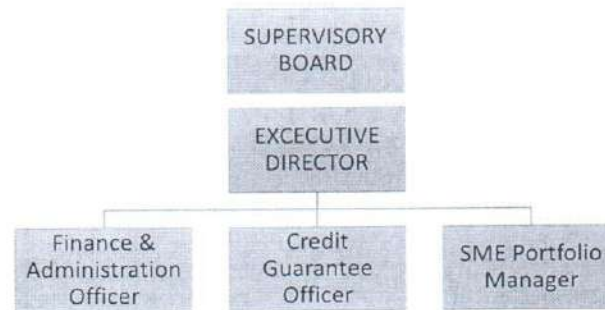 SUPERVISORY
BOARD
EXCECUTIVE
DIRECTOR
Finance &
Administration
Officer
Credit
Guarantee
Officer
SME Portfolio
Manager